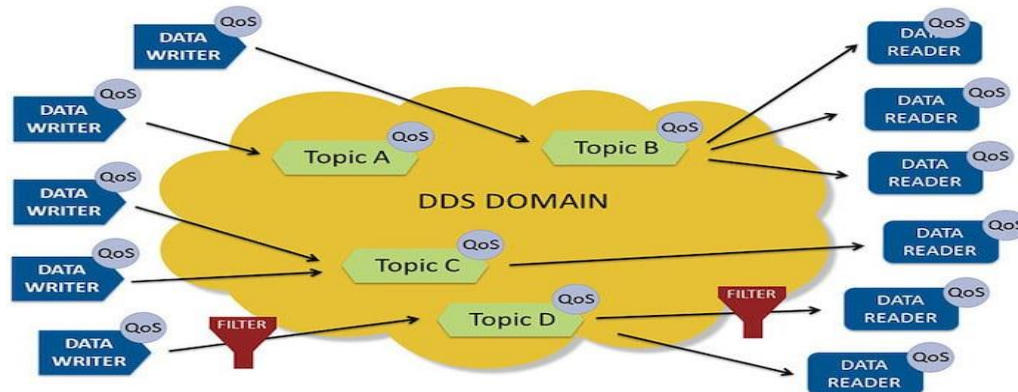 QoS
DATA
WRITER
QoS
DATA
READER
QoS
DATA
WRITER
QoS
DATA
READER
QoS
Topic A
QoS
Topic B
QoS
DATA
READER
QoS
DATA
WRITER
DDS DOMAIN
QoS
DATA
READER
QoS
DATA
WRITER
QoS
Topic C
QoS
DATA
READER
QoS
DATA
WRITER
FILTER
QoS
Topic D
FILTER
QoS
DATA
READER